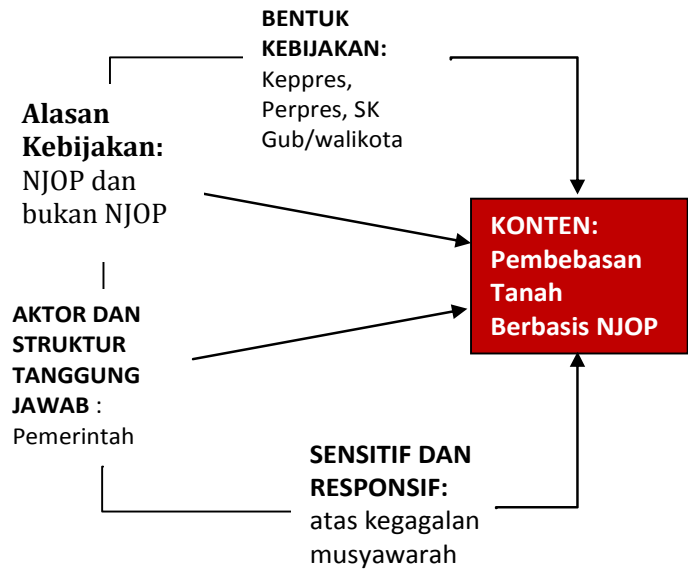 BENTUK
KEBIJAKAN:
Keppres,
Perpres, SK
Gub/walikota
Alasan
Kebijakan:
NJOP dan
bukan NJOP
KONTEN:
Pembebasan
Tanah
Berbasis NJOP
AKTOR DAN
STRUKTUR
TANGGUNG
JAWAB :
Pemerintah
SENSITIF DAN
RESPONSIF:
atas kegagalan
musyawarah